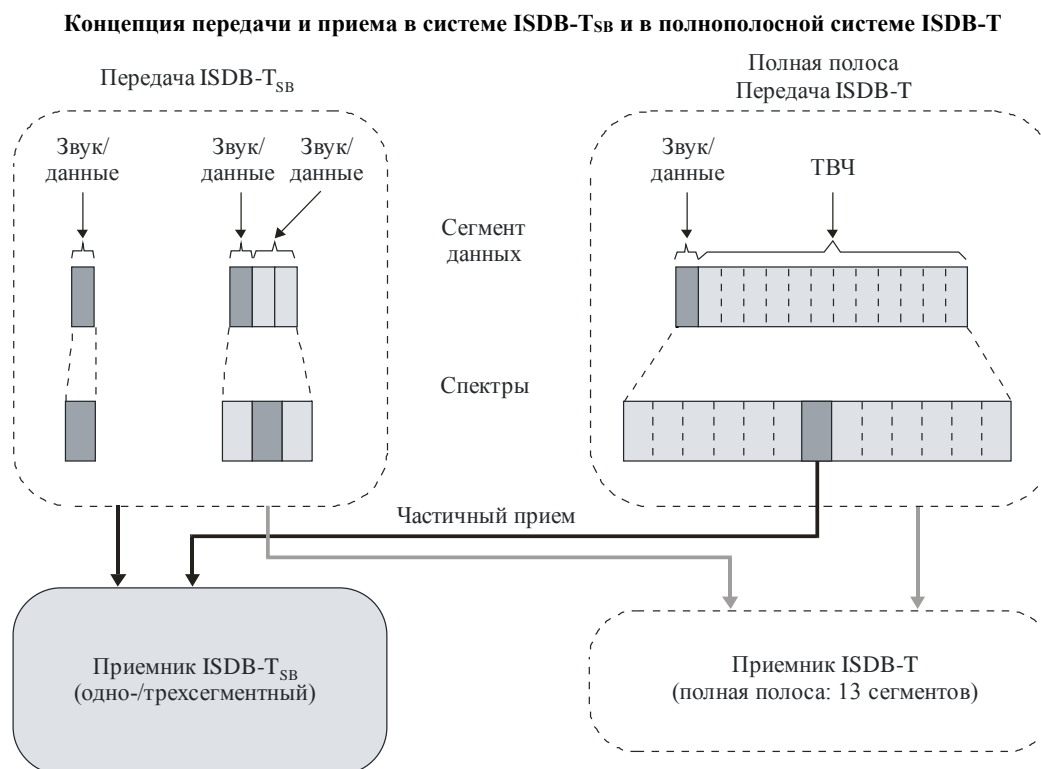 Концепция передачи и приема в системе ISDB-TSB и в полнополосной системе ISDB-T
Передача ISDB-TSB
Полная полоса
Передача ISDB-T
Звук/
данные
Звук/
данные
Звук/
данные
Звук/
данные
ТВЧ
Сегмент
данных
Спектры
Частичный прием
Приемник ISDB-TSB
(одно-/трехсегментный)
Приемник ISDB-T
(полная полоса: 13 сегментов)